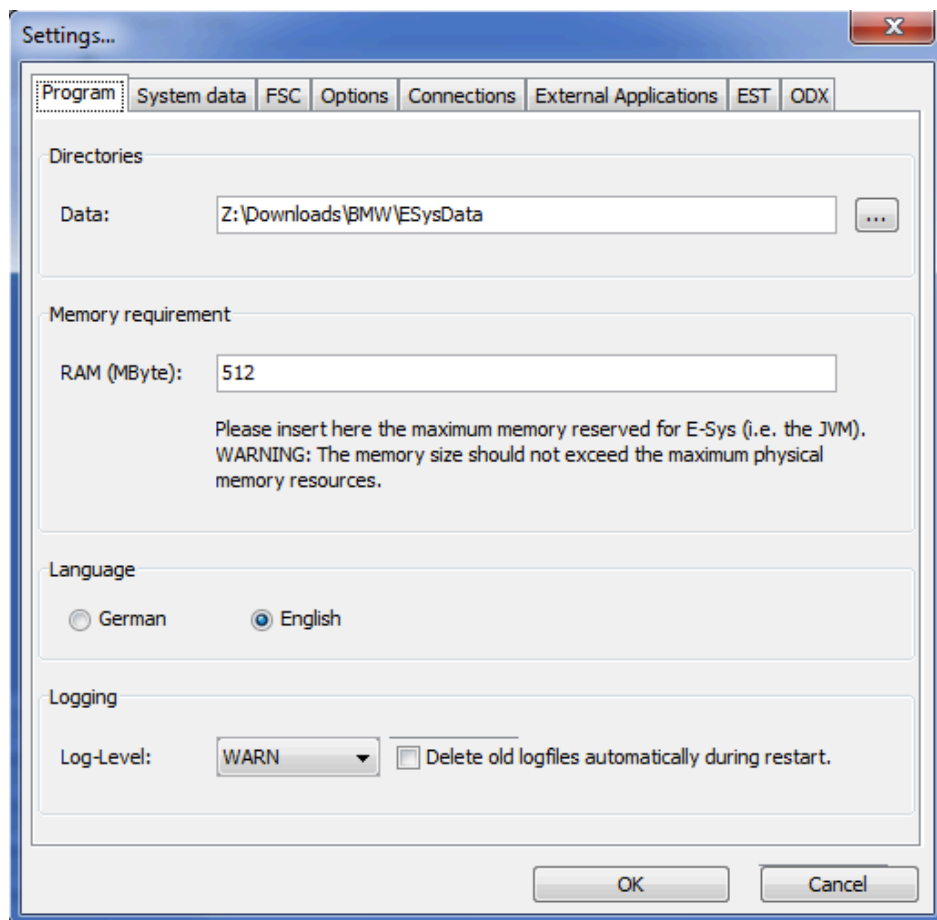 Settings...
Program System data FSC Options Connections External Applications EST ODX
Directories
Data: Z:\Downloads\BMW\ESysData ...
Memory requirement
RAM (MByte): 512
Please insert here the maximum memory reserved for E-Sys (i.e. the JVM).
WARNING: The memory size should not exceed the maximum physical
memory resources.
Language
German English
Logging
Log-Level: WARN Delete old logfiles automatically during restart.
OK Cancel